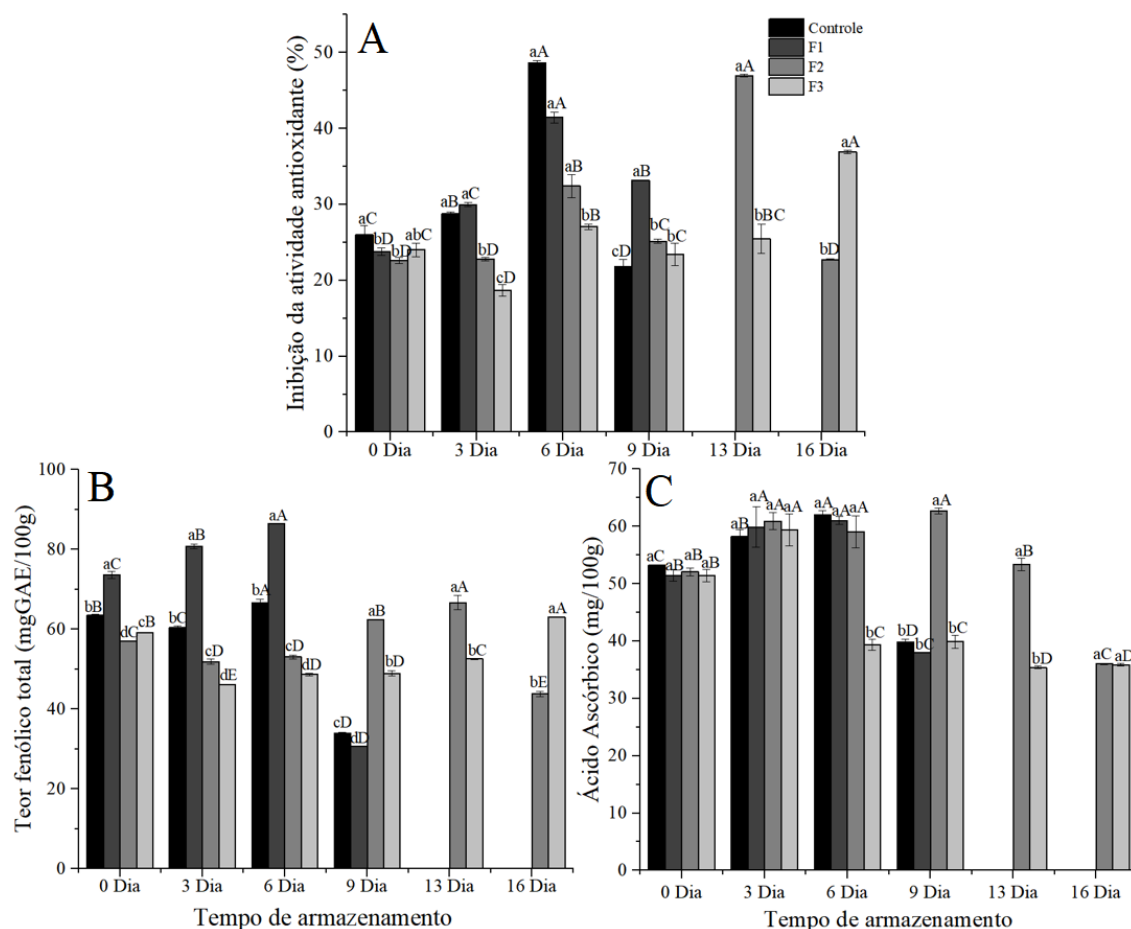 A
Controle
F1
F2
F3
Inibição da atividade antioxidante (%)
50
40
30
20
10
0
aC
bD
bD
abC
aB
aC
bD
cD
aA
aA
aB
bB
cD
aB
bC
bC
aA
bBC
bD
aA
0 Dia
3 Dia
6 Dia
9 Dia
13 Dia
16 Dia
B
Teor fenólico total (mgGAE/100g)
100
80
60
40
20
0
bB
aC
dC
cB
bC
aB
cD
dE
bA
aA
cD
dD
cD
dD
aB
bD
aA
bC
bE
aA
0 Dia
3 Dia
6 Dia
9 Dia
13 Dia
16 Dia
Tempo de armazenamento
C
Ácido Ascórbico (mg/100g)
70
60
50
40
30
20
10
0
aC
aB
aB
aB
aB
aA
aA
aA
aA
aA
aA
bC
bD
bC
aA
bC
aB
bD
aC
aD
0 Dia
3 Dia
6 Dia
9 Dia
13 Dia
16 Dia
Tempo de armazenamento